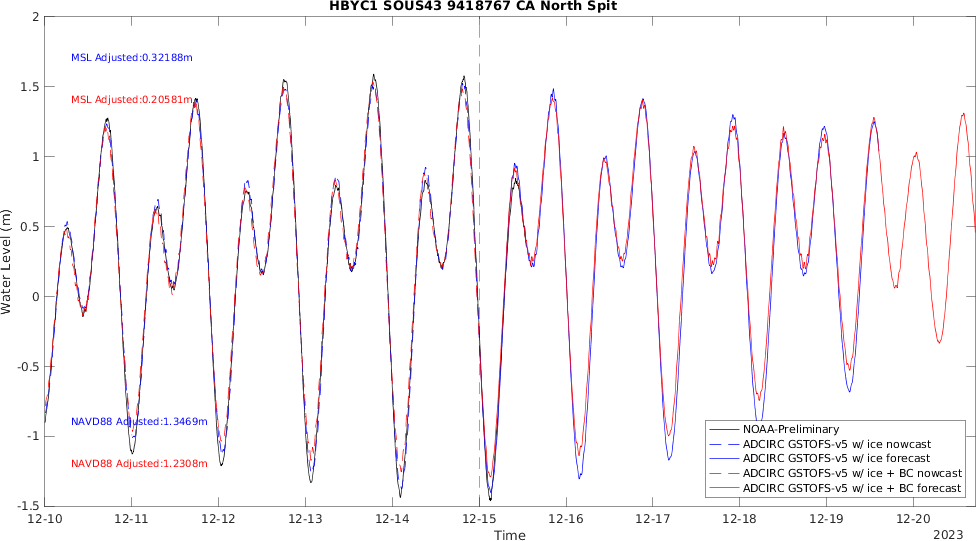 HBYC1 SOUS43 9418767 CA North Spit
2
1.5
1
0.5
0
-0.5
-1
-1.5
Water Level (m)
MSL Adjusted:0.32188m
MSL Adjusted:0.20581m
NAVD88 Adjusted:1.3469m
NAVD88 Adjusted:1.2308m
NOAA-Preliminary
ADCIRC GSTOFS-v5 w/ ice nowcast
ADCIRC GSTOFS-v5 w/ ice forecast
ADCIRC GSTOFS-v5 w/ ice + BC nowcast
ADCIRC GSTOFS-v5 w/ ice + BC forecast
12-10 12-11 12-12 12-13 12-14 12-15 12-16 12-17 12-18 12-19 12-20
Time
2023